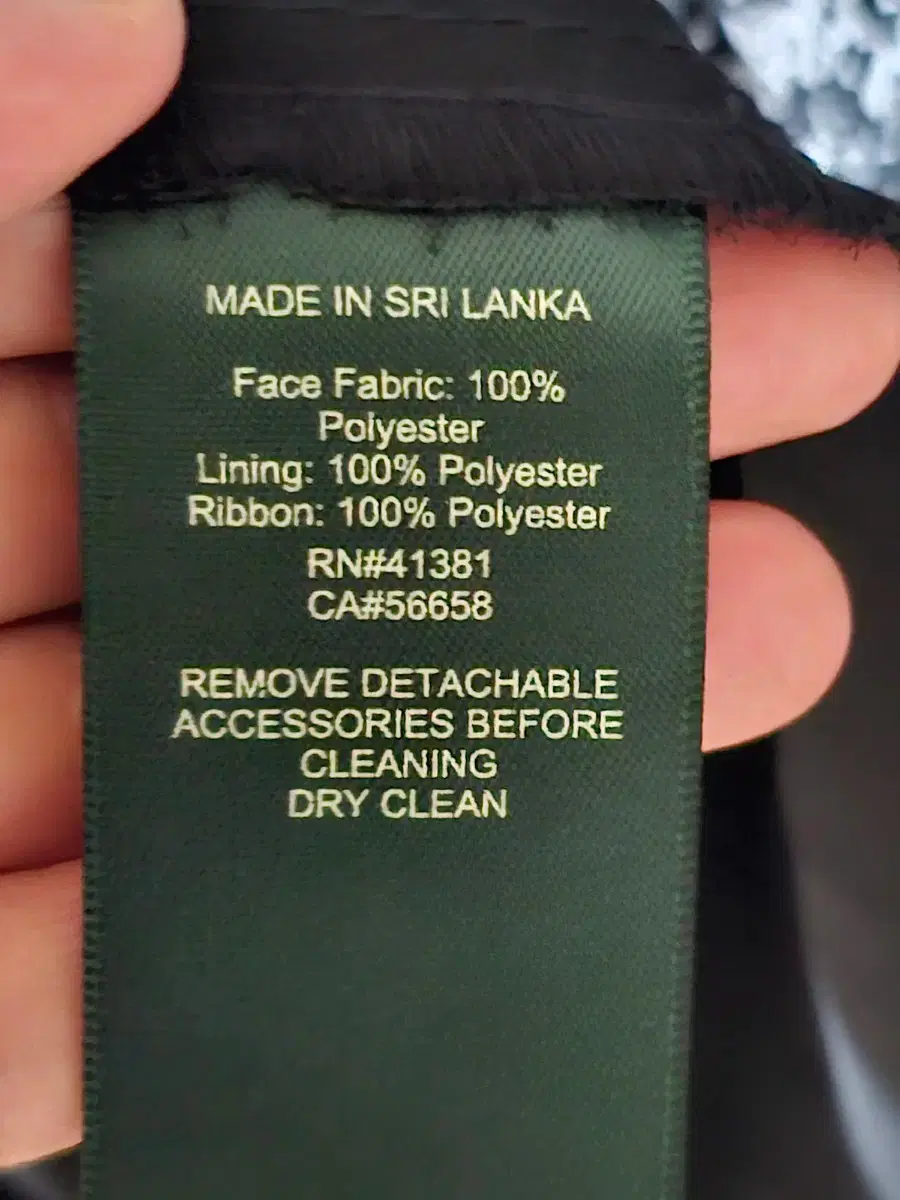 MADE IN SRI LANKA
Face Fabric: 100%
Polyester
Lining: 100% Polyester
Ribbon: 100% Polyester
RN#41381
CA#56658
REMOVE DETACHABLE
ACCESSORIES BEFORE
CLEANING
DRY CLEAN